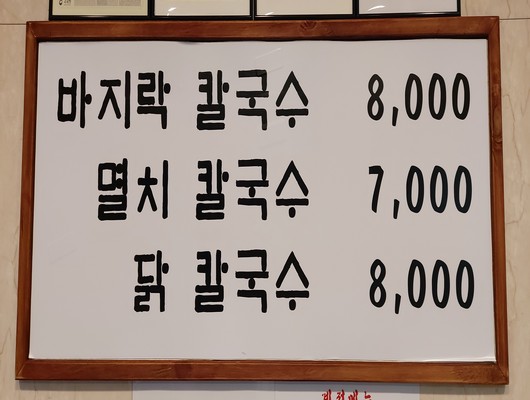 바지락 칼국수 8,000
멸치 칼국수 7,000
닭 칼국수 8,000